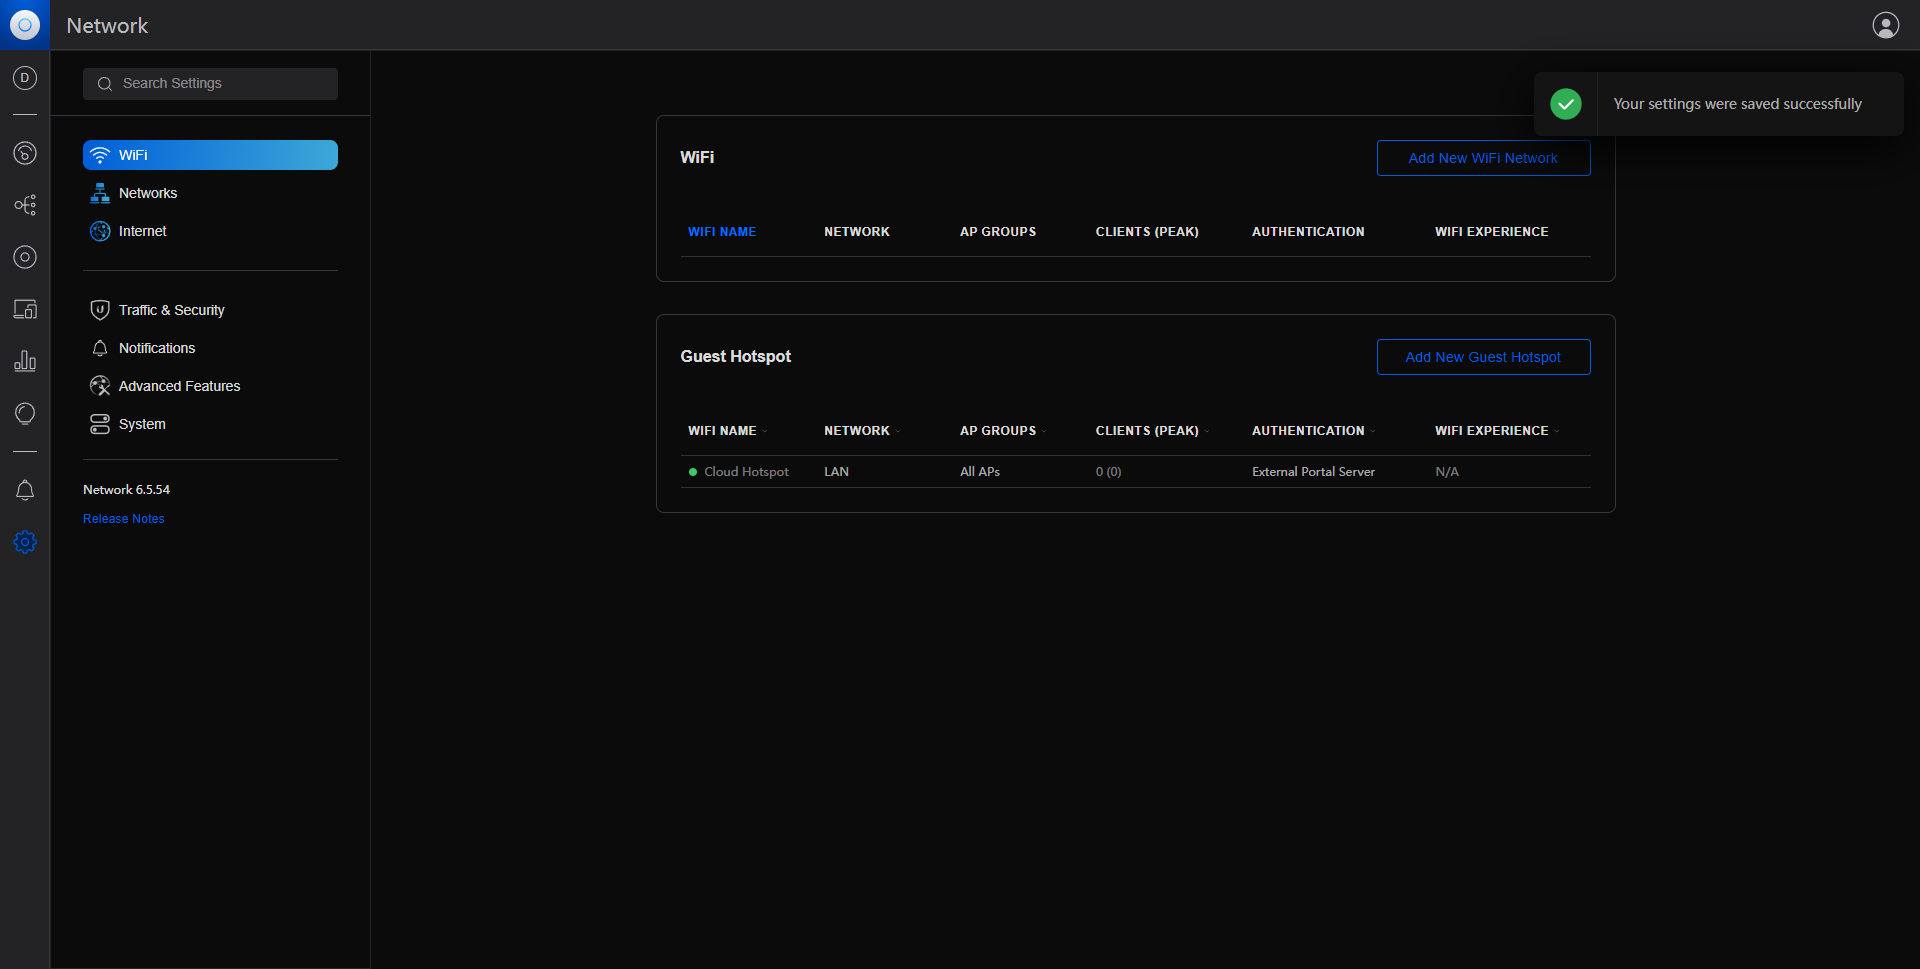 Network
D
Search Settings
Your settings were saved successfully
WiFi
Networks
Internet
Traffic & Security
Notifications
Advanced Features
System
Network 6.5.54
Release Notes
WiFi
Add New WiFi Network
WIFI NAME NETWORK AP GROUPS CLIENTS (PEAK) AUTHENTICATION WIFI EXPERIENCE
Guest Hotspot
Add New Guest Hotspot
WIFI NAME NETWORK AP GROUPS CLIENTS (PEAK) AUTHENTICATION WIFI EXPERIENCE
Cloud Hotspot LAN All APs 0 (0) External Portal Server N/A